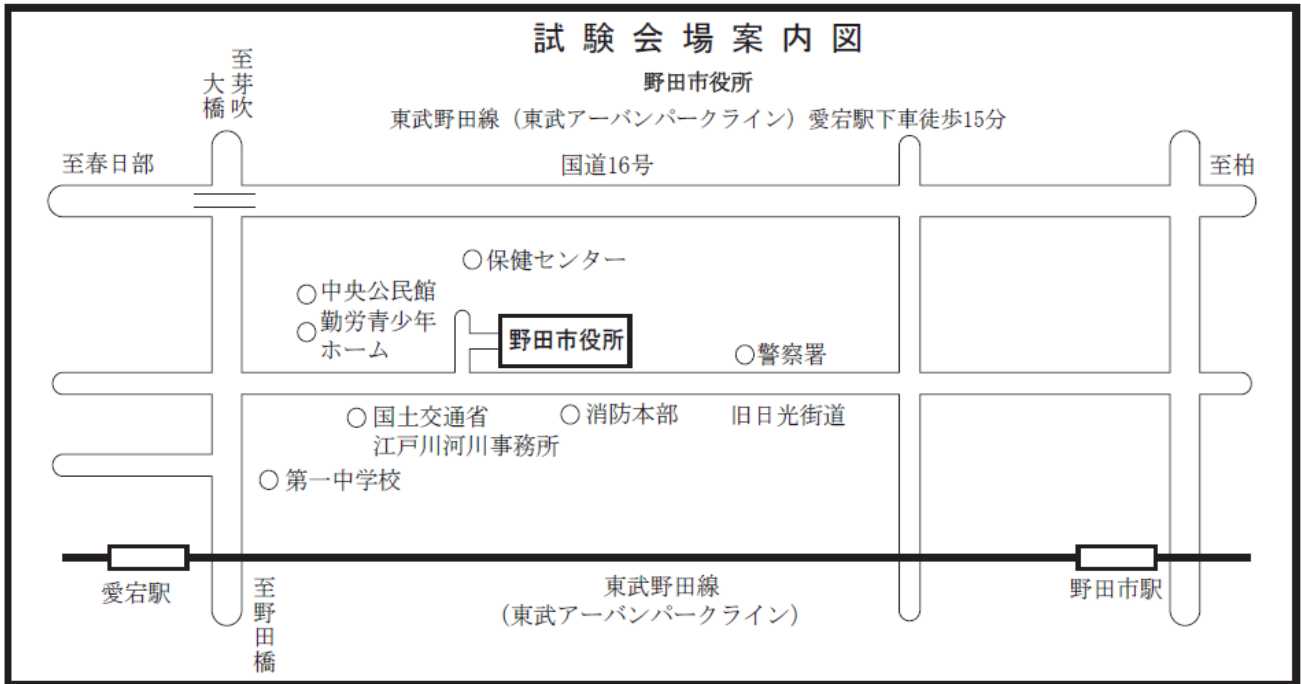 試験会場案内図
野田市役所
東武野田線（東武アーバンパークライン）愛宕駅下車徒歩15分
至芽吹
大橋
至春日部
国道16号
至柏
保健センター
中央公民館
勤労青少年
ホーム
野田市役所
警察署
国土交通省
江戸川河川事務所
消防本部
旧日光街道
第一中学校
愛宕駅
至野田橋
東武野田線
（東武アーバンパークライン）
野田市駅